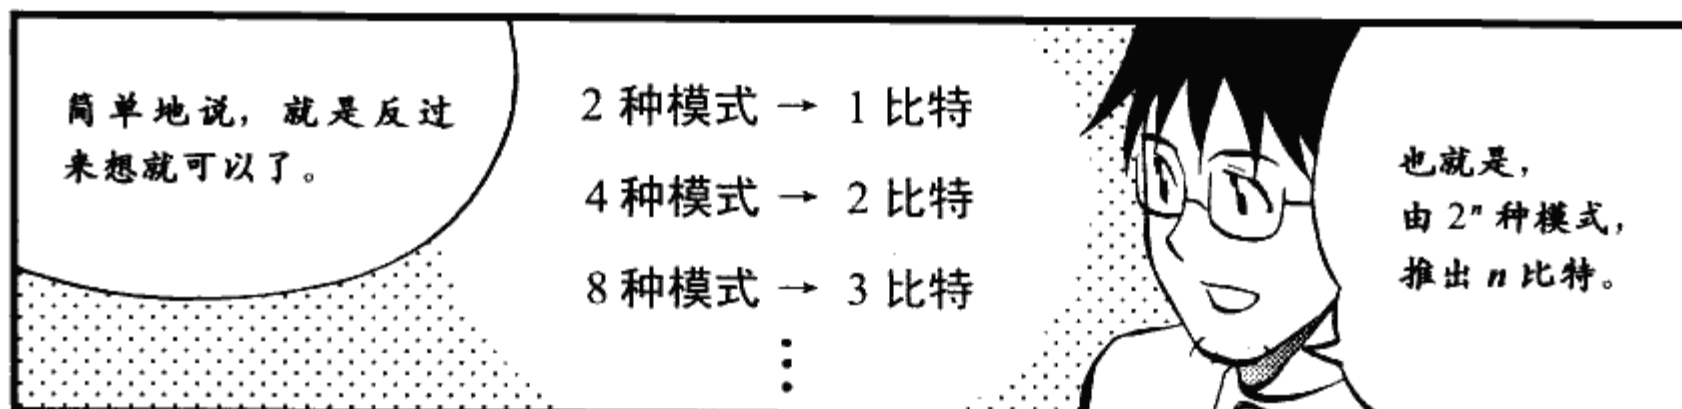 简单地说，就是反过
来想就可以了。
2 种模式 → 1 比特
4 种模式 → 2 比特
8 种模式 → 3 比特
⋮
也就是，
由 2ⁿ 种模式，
推出 n 比特。